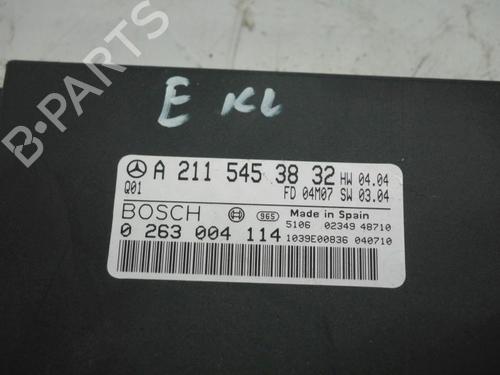 B-PARTS
E KL
A 211 545 38 32 HW 04.04
Q01 FD 04M07 SW 03.04
BOSCH 965 Made in Spain
5106 02349 48710
0 263 004 114 1039E00836 040710